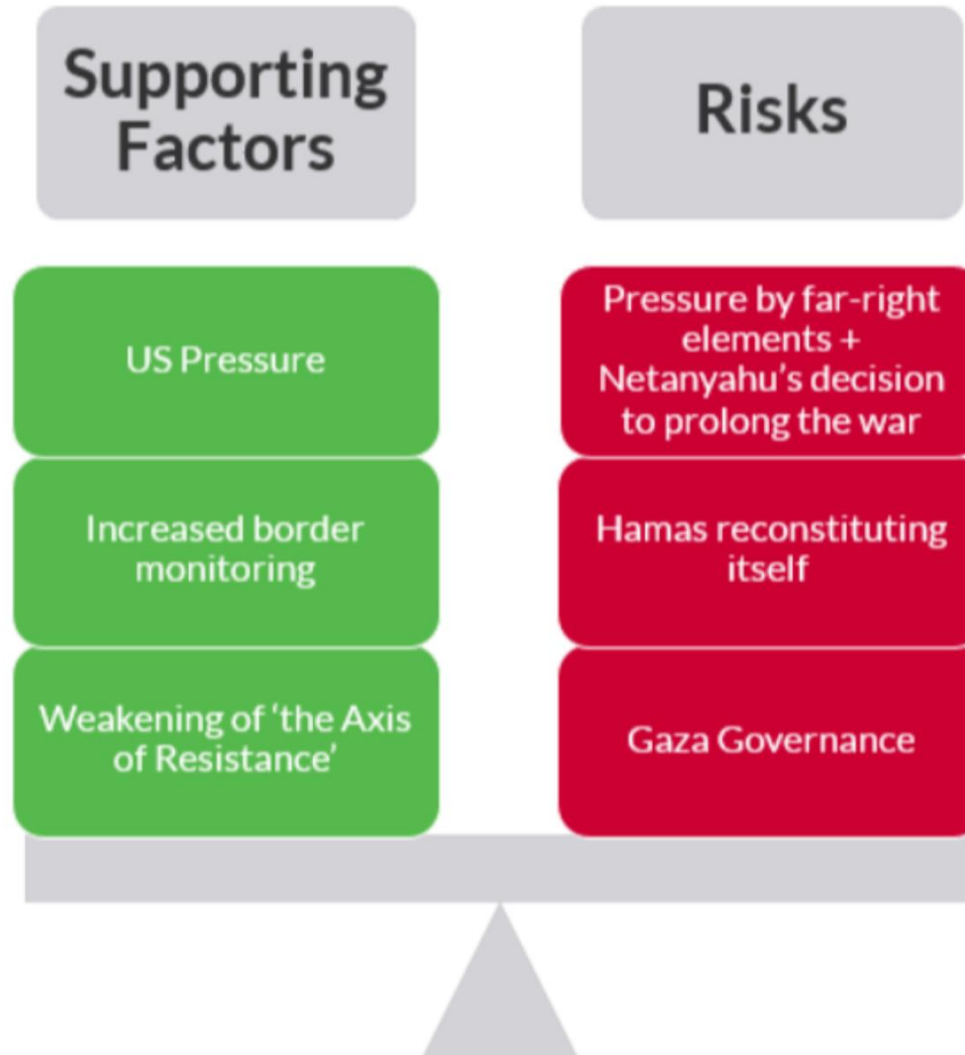 Supporting
Factors
Risks
US Pressure
Increased border
monitoring
Weakening of ‘the Axis
of Resistance’
Pressure by far-right
elements +
Netanyahu’s decision
to prolong the war
Hamas reconstituting
itself
Gaza Governance